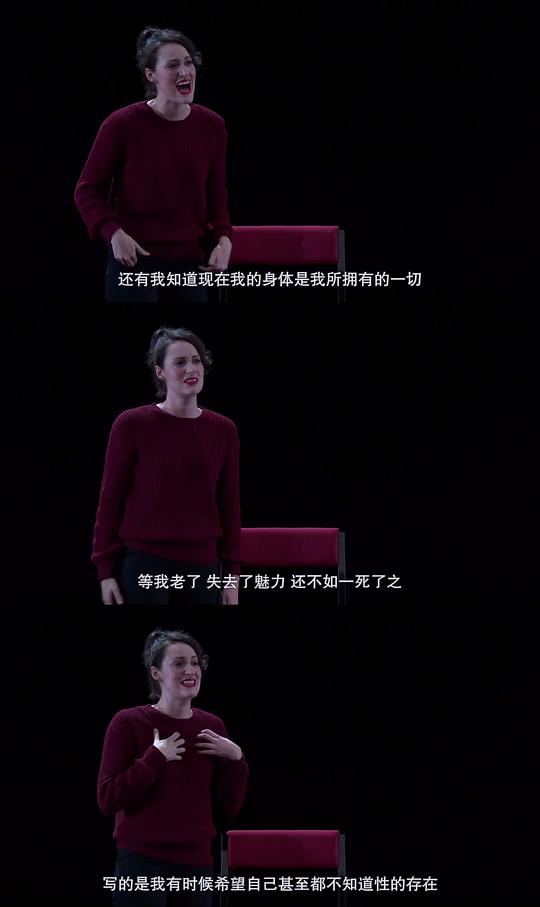 还有我知道现在我的身体是我所拥有的一切
等我老了 失去了魅力 还不如一死了之
写的是我有时候希望自己甚至都不知道性的存在